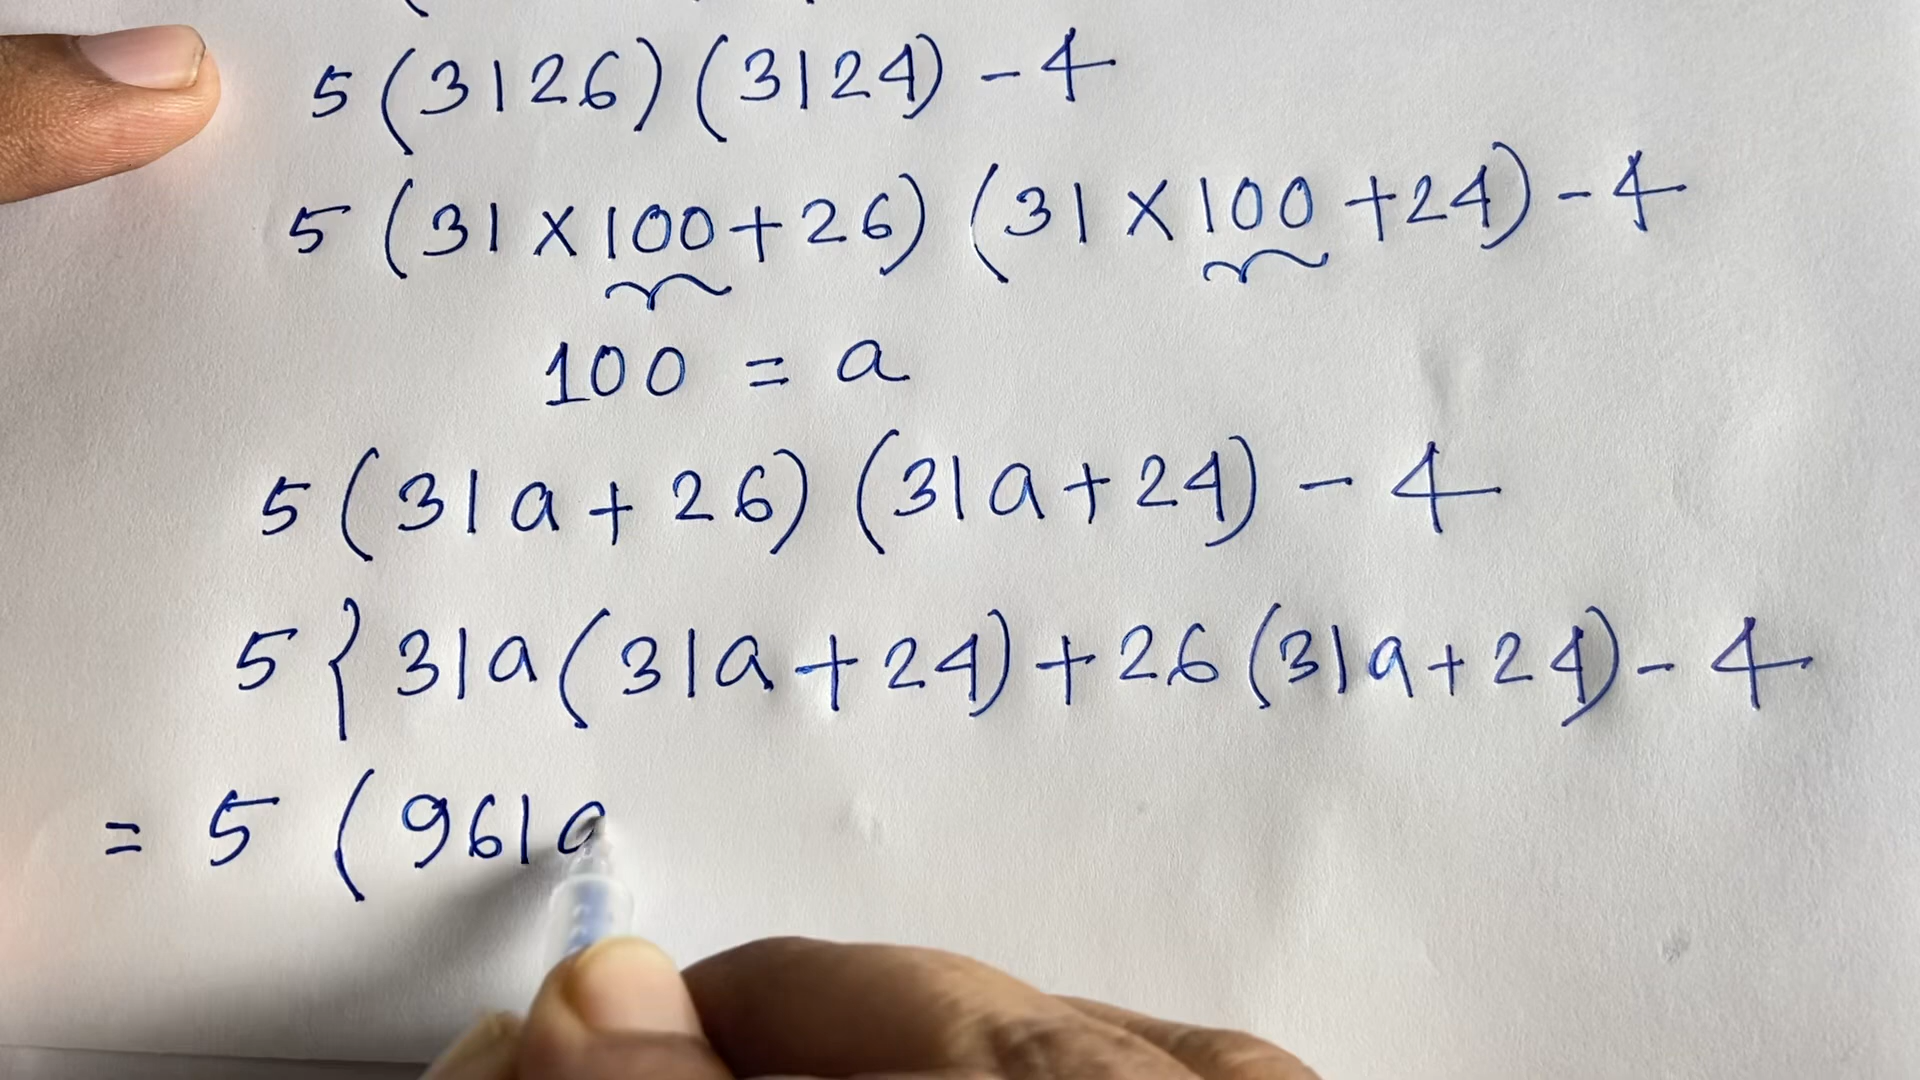 5(3126)(3124)-4
5(31×100+26)(31×100+24)-4
100 = a
5(31a+26)(31a+24)-4
5{31a(31a+24)+26(31a+24)-4
= 5(961a